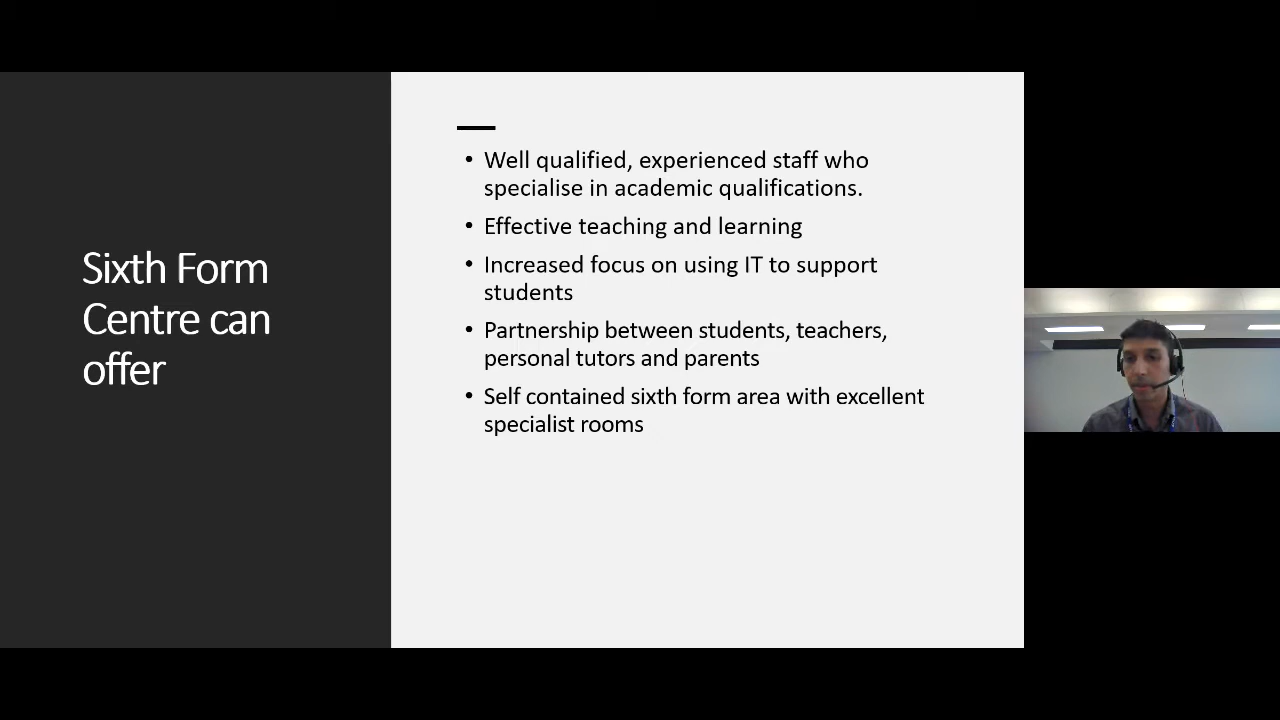 Sixth Form
Centre can
offer
• Well qualified, experienced staff who
specialise in academic qualifications.
• Effective teaching and learning
• Increased focus on using IT to support
students
• Partnership between students, teachers,
personal tutors and parents
• Self contained sixth form area with excellent
specialist rooms